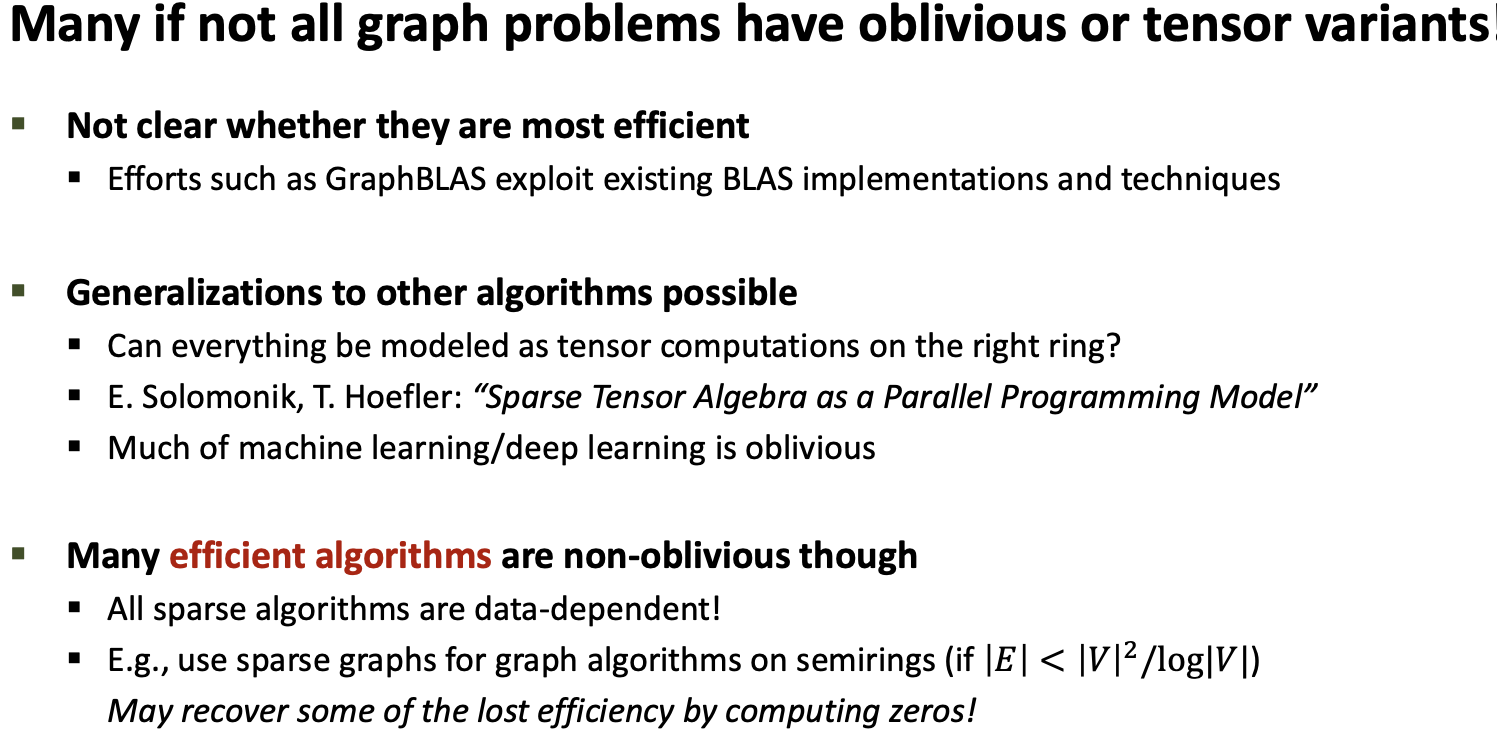 Many if not all graph problems have oblivious or tensor variants!
▪ Not clear whether they are most efficient
▪ Efforts such as GraphBLAS exploit existing BLAS implementations and techniques
▪ Generalizations to other algorithms possible
▪ Can everything be modeled as tensor computations on the right ring?
▪ E. Solomonik, T. Hoefler: “Sparse Tensor Algebra as a Parallel Programming Model”
▪ Much of machine learning/deep learning is oblivious
▪ Many efficient algorithms are non-oblivious though
▪ All sparse algorithms are data-dependent!
▪ E.g., use sparse graphs for graph algorithms on semirings (if |E| < |V|²/log|V|)
May recover some of the lost efficiency by computing zeros!